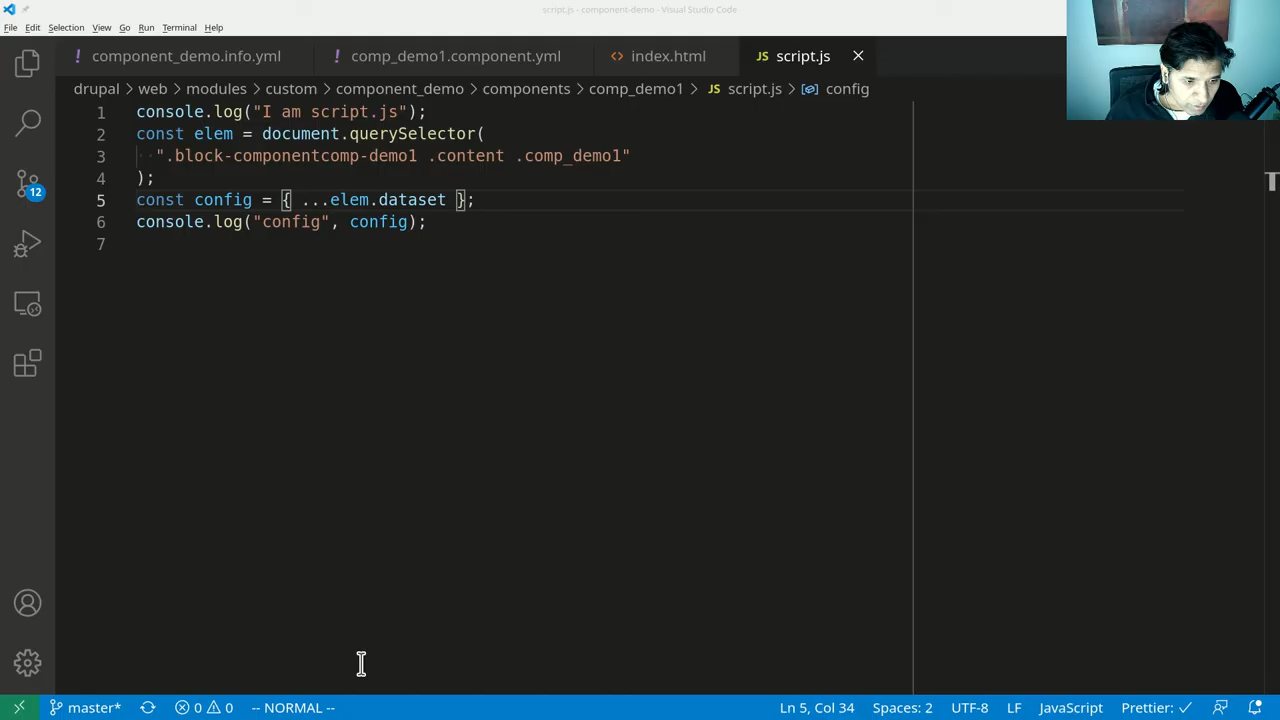 script.js - component-demo - Visual Studio Code
File Edit Selection View Go Run Terminal Help
! component_demo.info.yml ! comp_demo1.component.yml <> index.html JS script.js
drupal > web > modules > custom > component_demo > components > comp_demo1 > JS script.js > config
1 console.log("I am script.js");
2 const elem = document.querySelector(
3 ".block-componentcomp-demo1 .content .comp_demo1"
4 );
5 const config = { ...elem.dataset };
6 console.log("config", config);
7
12
master* 0 0 -- NORMAL -- Ln 5, Col 34 Spaces: 2 UTF-8 LF JavaScript Prettier: ✓